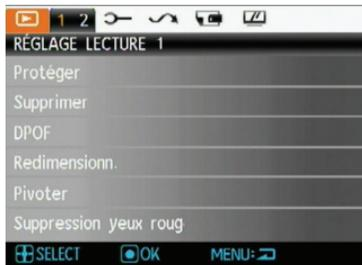 1 2
RÉGLAGE LECTURE 1
Protéger
Supprimer
DPOF
Redimensionn.
Pivoter
Suppression yeux roug
SELECT OK MENU: